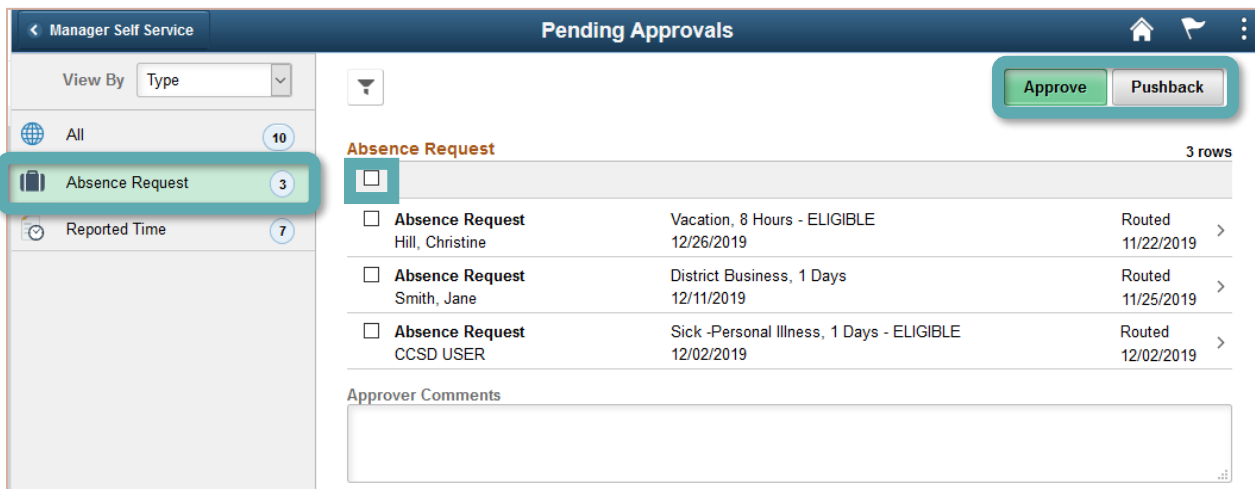 Manager Self Service
Pending Approvals
View By Type
Approve Pushback
All 10
Absence Request 3
Reported Time 7
Absence Request
3 rows
Absence Request Vacation, 8 Hours - ELIGIBLE Routed
Hill, Christine 12/26/2019 11/22/2019
Absence Request District Business, 1 Days Routed
Smith, Jane 12/11/2019 11/25/2019
Absence Request Sick -Personal Illness, 1 Days - ELIGIBLE Routed
CCSD USER 12/02/2019 12/02/2019
Approver Comments